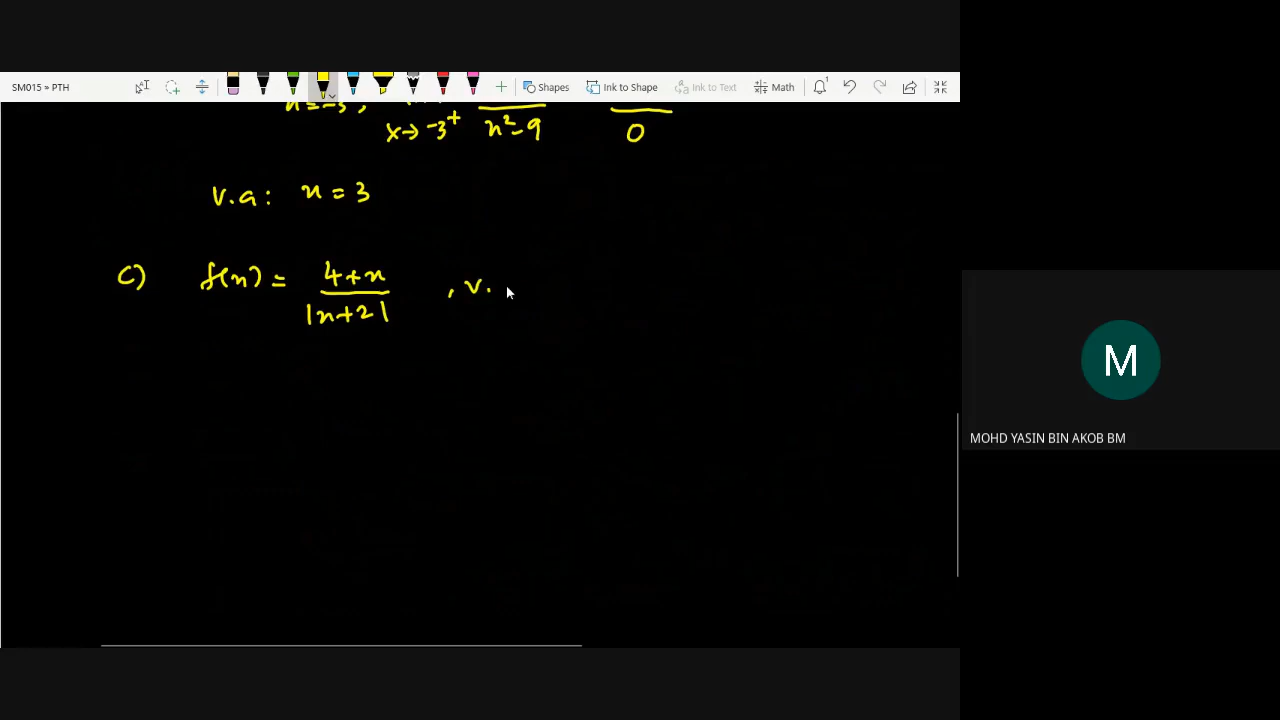 SM015 » PTH
Shapes
Ink to Shape
Ink to Text
Math
x = -3,
x→ -3⁺ x²-9 0
v.a: x = 3
c) f(x) = 4+x / |x+2| , v.
M
MOHD YASIN BIN AKOB BM